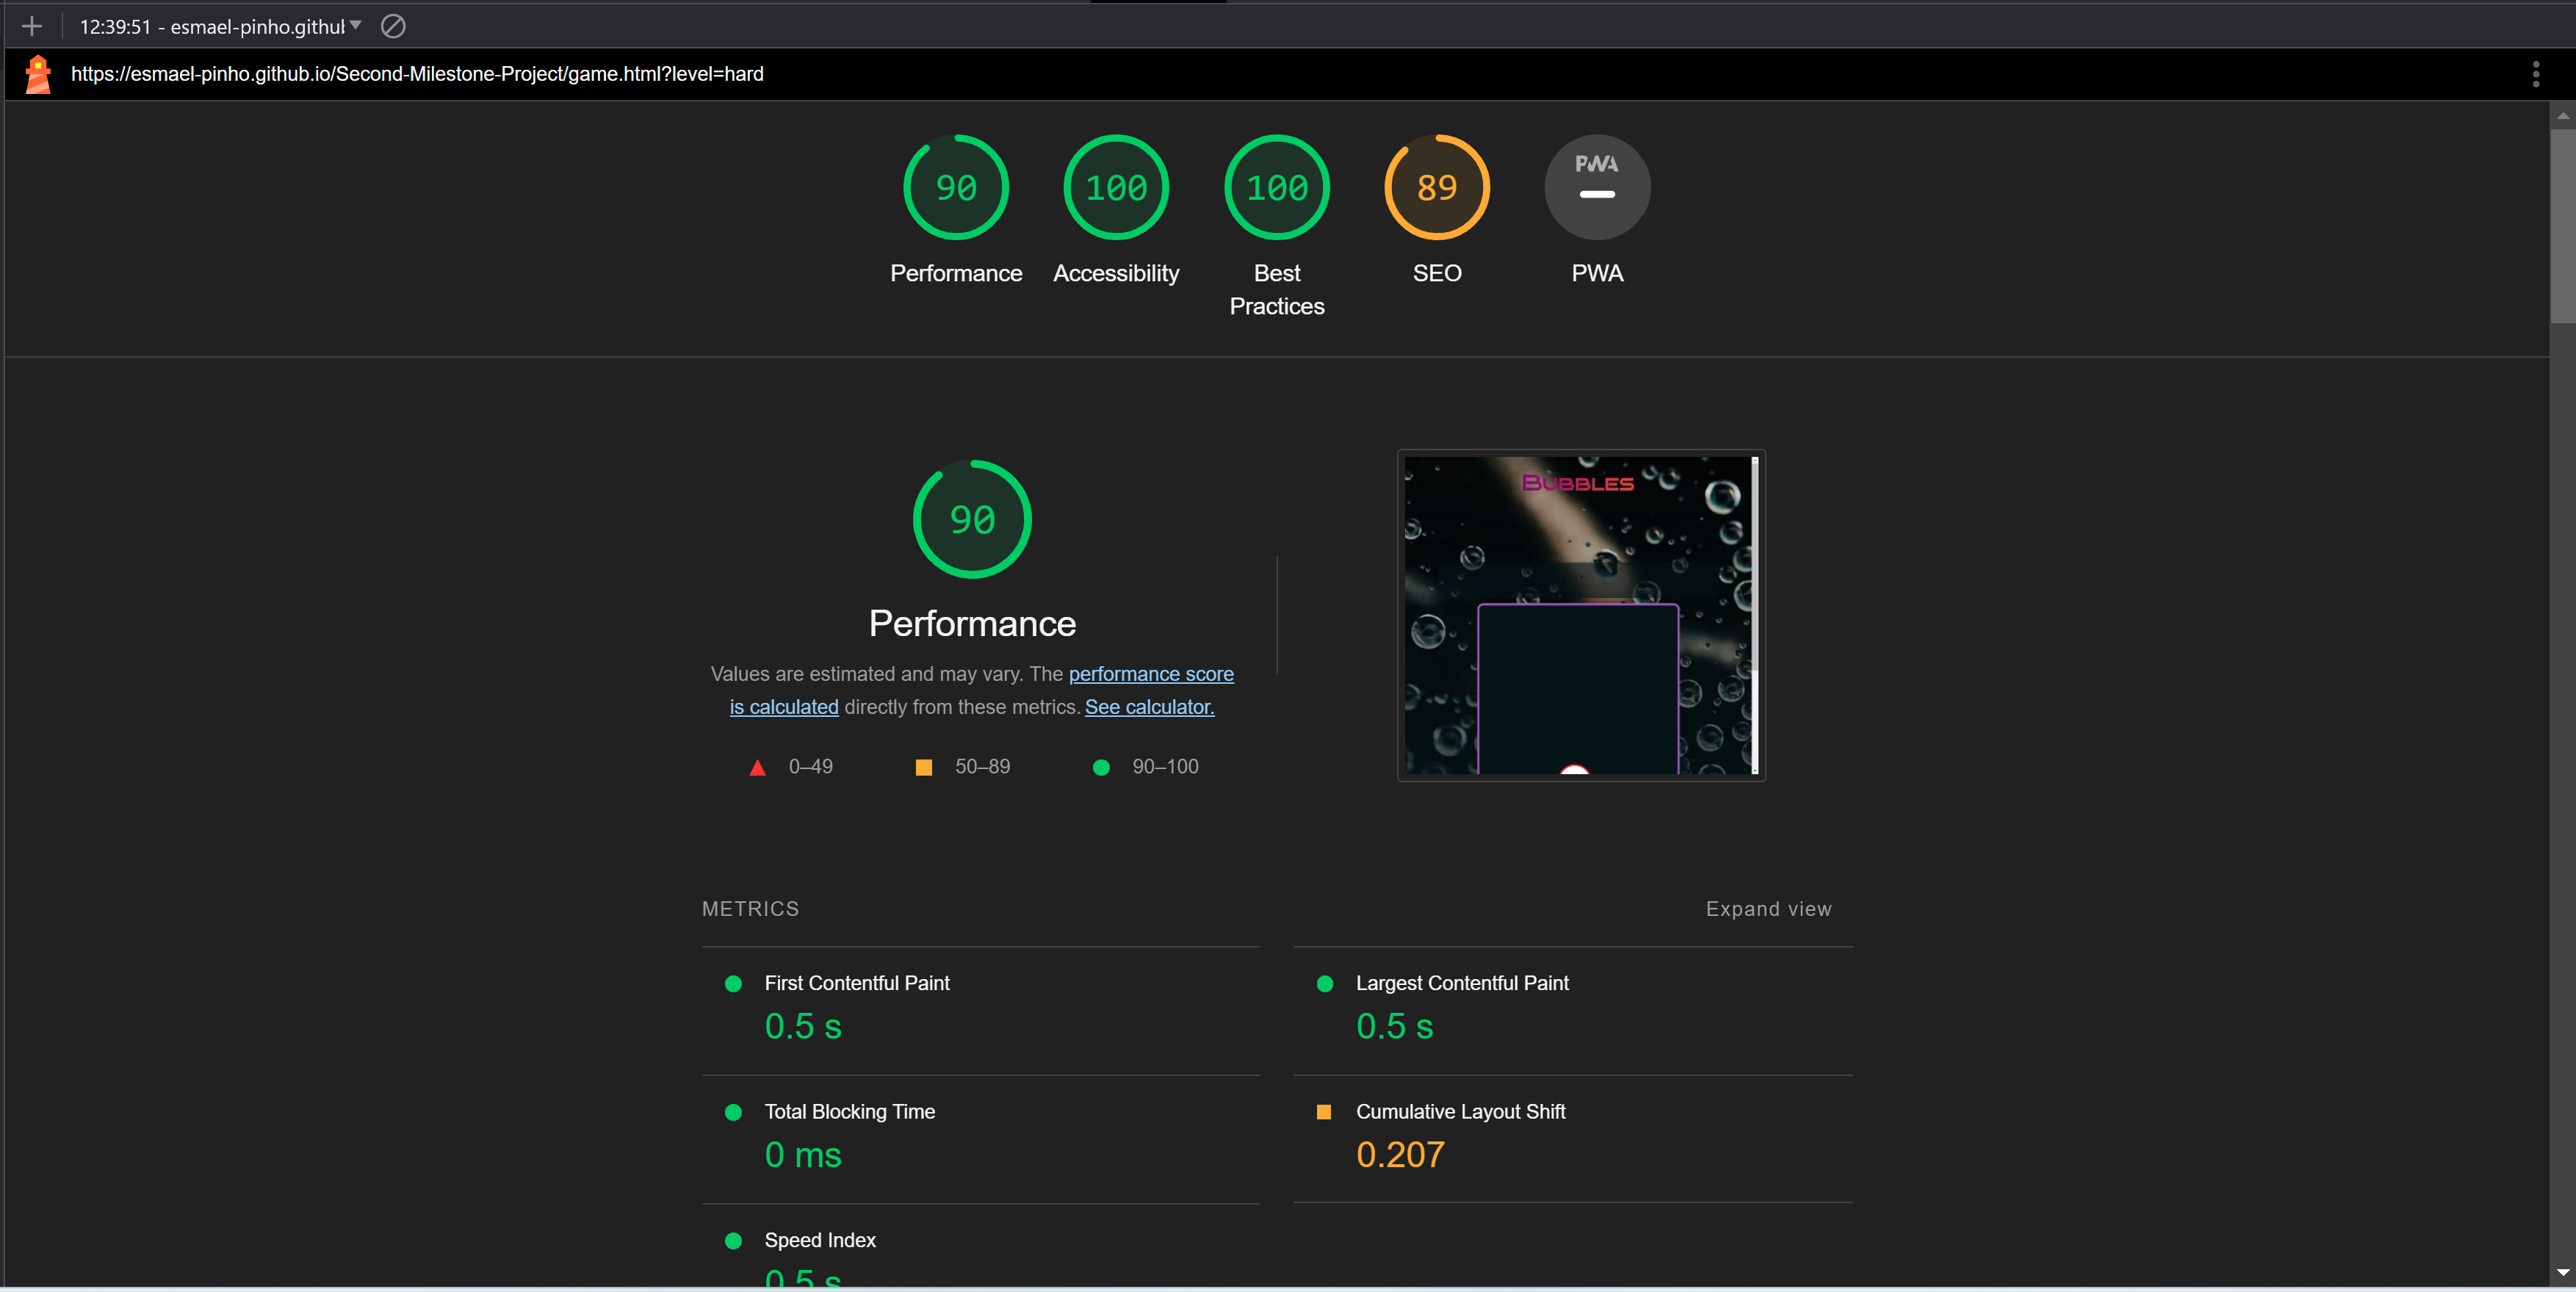 12:39:51 - esmael-pinho.githul
https://esmael-pinho.github.io/Second-Milestone-Project/game.html?level=hard
90
100
100
89
PWA
Performance
Accessibility
Best
Practices
SEO
PWA
90
Performance
Values are estimated and may vary. The performance score
is calculated directly from these metrics. See calculator.
0–49
50–89
90–100
Bubbles
METRICS
Expand view
First Contentful Paint
0.5 s
Largest Contentful Paint
0.5 s
Total Blocking Time
0 ms
Cumulative Layout Shift
0.207
Speed Index
0.5 s